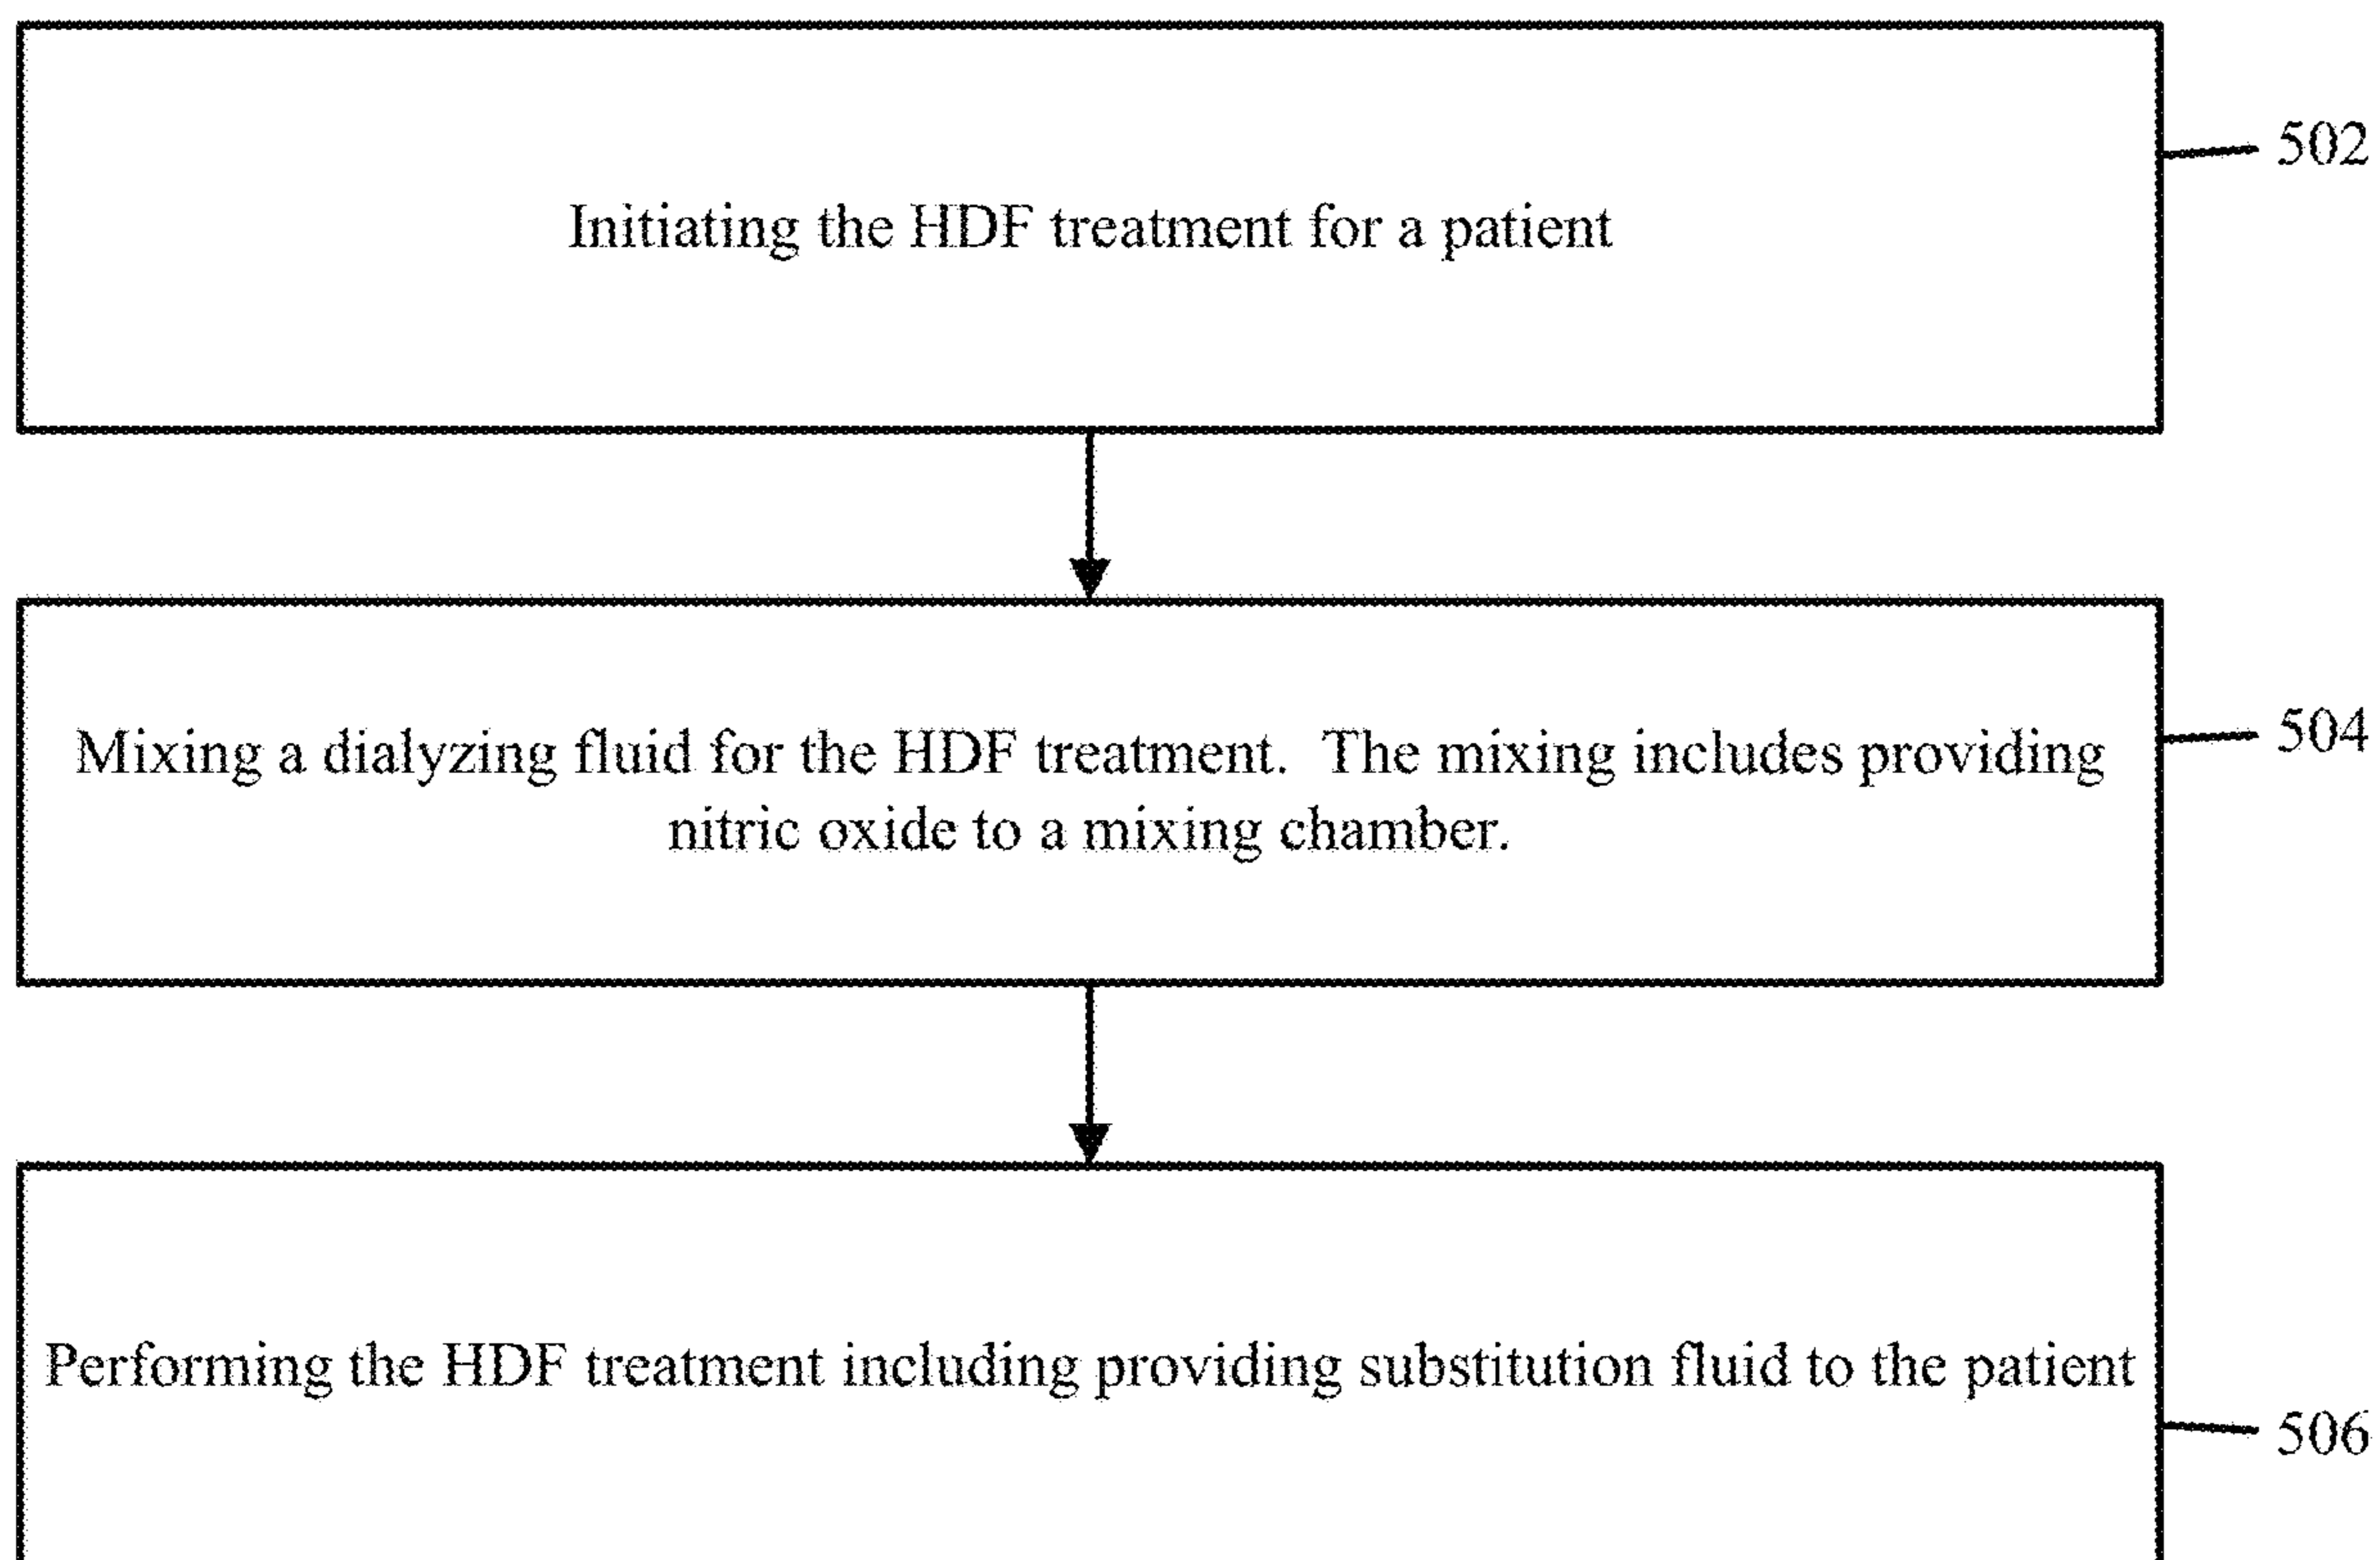 502
Initiating the HDF treatment for a patient
504
Mixing a dialyzing fluid for the HDF treatment. The mixing includes providing
nitric oxide to a mixing chamber.
Performing the HDF treatment including providing substitution fluid to the patient
506